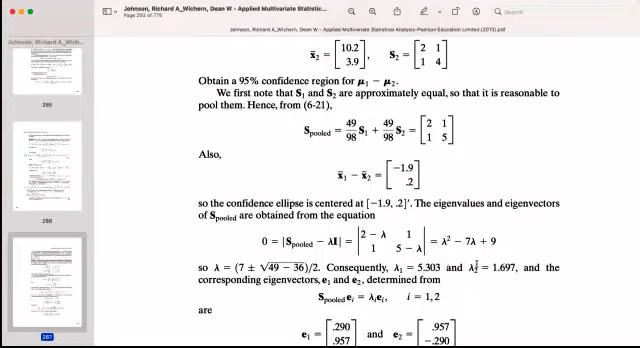 Johnson, Richard A_Wichern, Dean W - Applied Multivariate Statistic...
Page 292 of 776
Search
Johnson, Richard A_Wichern, Dean W - Applied Multivariate Statistical Analysis-Pearson Education Limited (2013).pdf
Johnson, Richard A_Wichern,...
285
286
287
x̄₂ = [10.2 3.9], S₂ = [2 1 1 4]
Obtain a 95% confidence region for μ₁ − μ₂.
We first note that S₁ and S₂ are approximately equal, so that it is reasonable to
pool them. Hence, from (6-21),
S_pooled = 49/98 S₁ + 49/98 S₂ = [2 1 1 5]
Also,
x̄₁ − x̄₂ = [−1.9 .2]
so the confidence ellipse is centered at [−1.9, .2]′. The eigenvalues and eigenvectors
of S_pooled are obtained from the equation
0 = |S_pooled − λI| = |2 − λ 1 1 5 − λ| = λ² − 7λ + 9
so λ = (7 ± √49 − 36)/2. Consequently, λ₁ = 5.303 and λ₂ = 1.697, and the
corresponding eigenvectors, e₁ and e₂, determined from
S_pooled eᵢ = λᵢeᵢ, i = 1, 2
are
e₁ = [.290 .957] and e₂ = [.957 −.290]